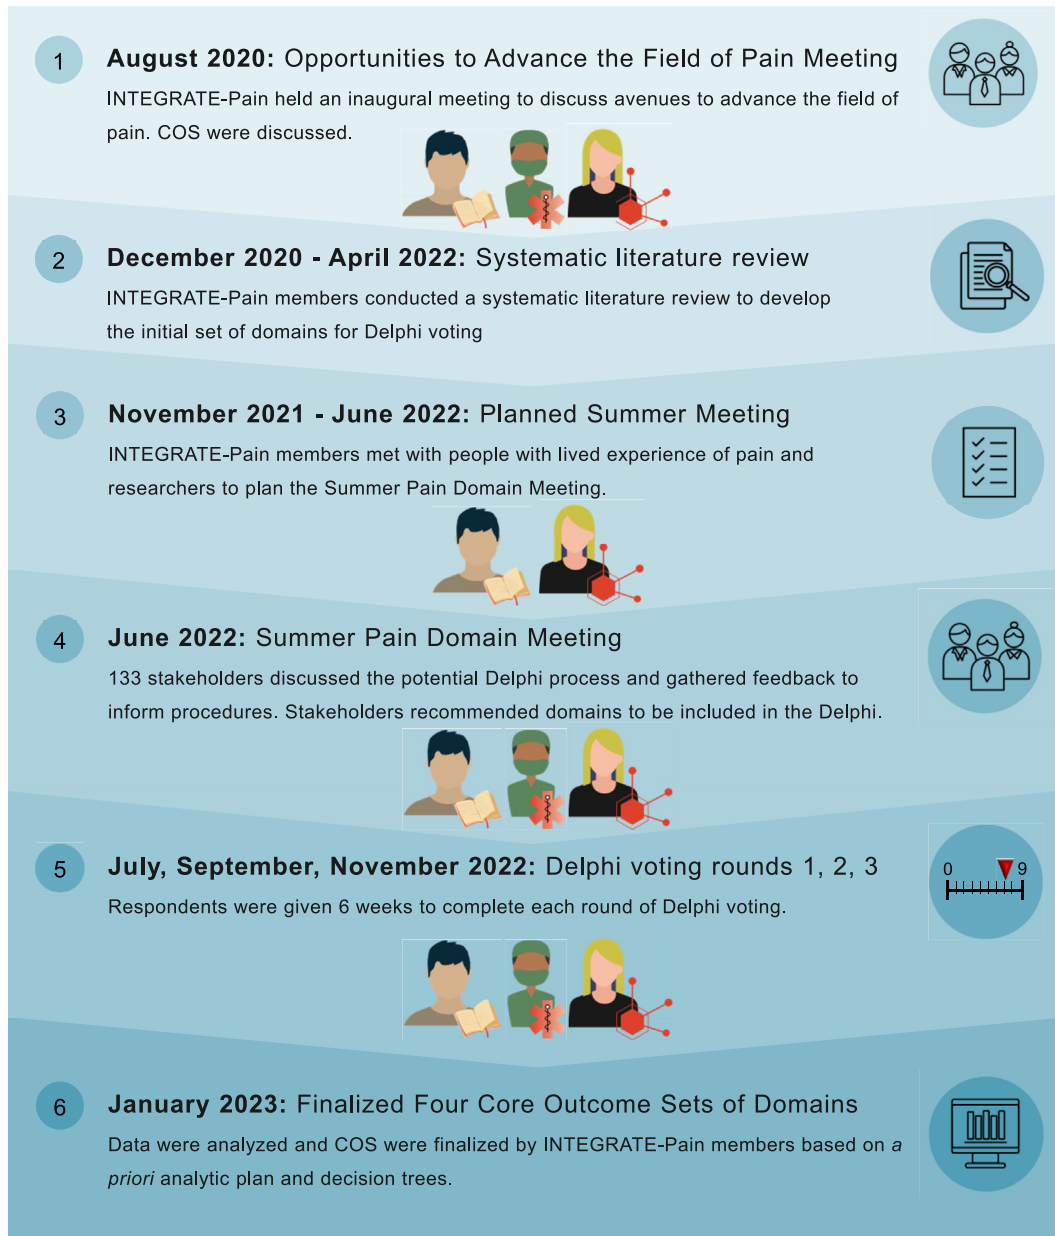 1
August 2020: Opportunities to Advance the Field of Pain Meeting
INTEGRATE-Pain held an inaugural meeting to discuss avenues to advance the field of
pain. COS were discussed.
2
December 2020 - April 2022: Systematic literature review
INTEGRATE-Pain members conducted a systematic literature review to develop
the initial set of domains for Delphi voting
3
November 2021 - June 2022: Planned Summer Meeting
INTEGRATE-Pain members met with people with lived experience of pain and
researchers to plan the Summer Pain Domain Meeting.
4
June 2022: Summer Pain Domain Meeting
133 stakeholders discussed the potential Delphi process and gathered feedback to
inform procedures. Stakeholders recommended domains to be included in the Delphi.
5
July, September, November 2022: Delphi voting rounds 1, 2, 3
0 9
Respondents were given 6 weeks to complete each round of Delphi voting.
6
January 2023: Finalized Four Core Outcome Sets of Domains
Data were analyzed and COS were finalized by INTEGRATE-Pain members based on a
priori analytic plan and decision trees.